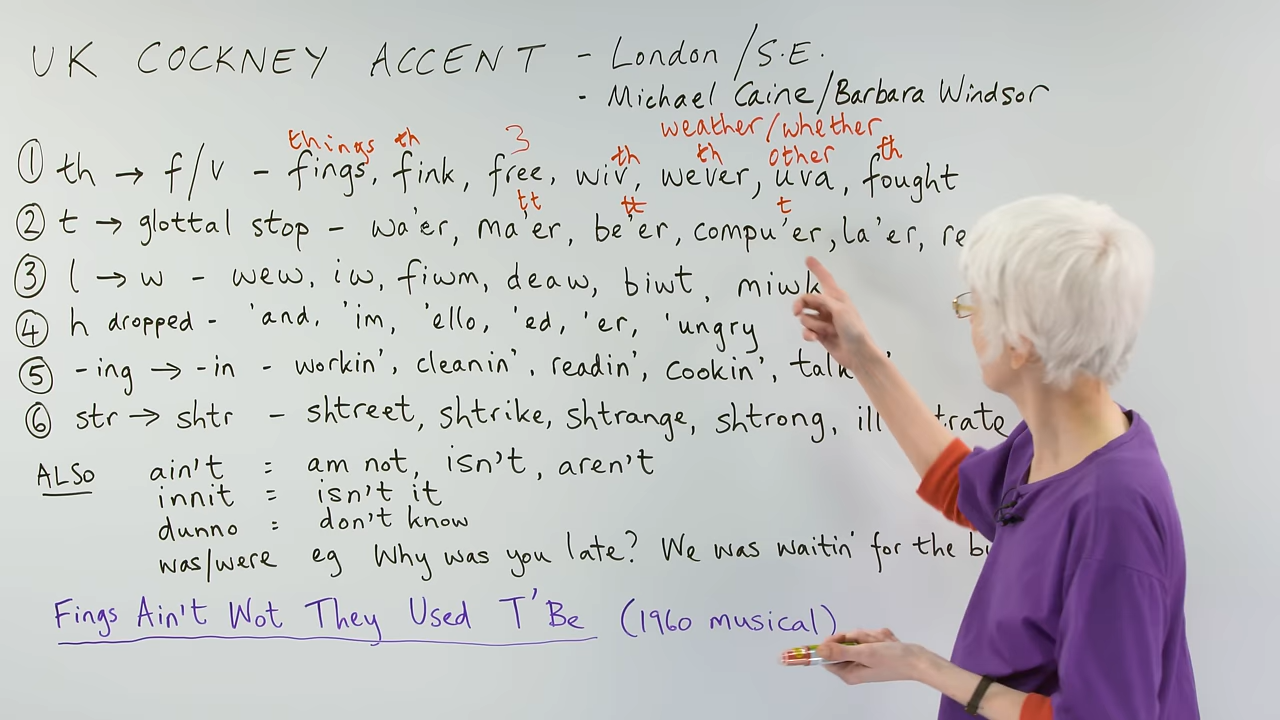 UK COCKNEY ACCENT - London/S.E.
- Michael Caine/Barbara Windsor
things th 3 th weather/whether th other th
① th → f/v - fings, fink, free, wiv, wever, uva, fought
tt tt t
② t → glottal stop - wa'er, ma'er, be'er, compu'er, la'er,
③ l → w - wew, iw, fiwm, deaw, biwt, miwk
④ h dropped - 'and, 'im, 'ello, 'ed, 'er, 'ungry
⑤ -ing → -in - workin', cleanin', readin', cookin',
⑥ str → shtr - shtreet, shtrike, shtrange, shtrong,
ALSO ain't = am not, isn't, aren't
innit = isn't it
dunno = don't know
was/were eg Why was you late? We was waitin' for the
Fings Ain't Wot They Used T'Be (1960 musical)